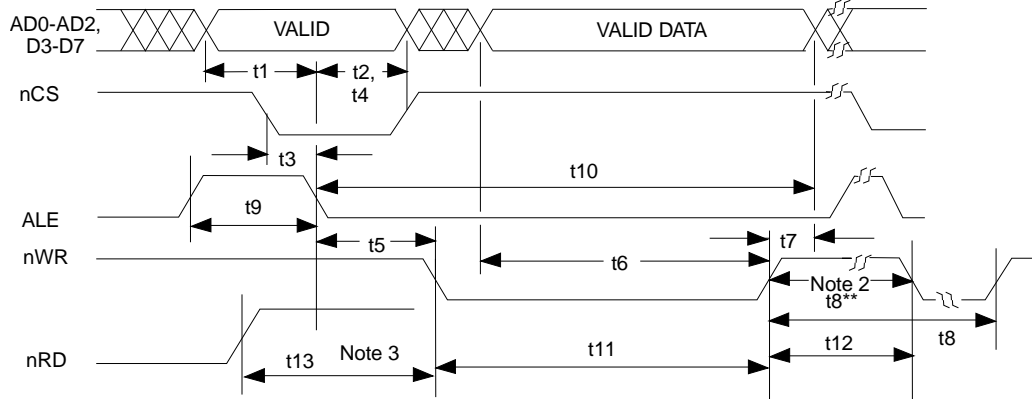 AD0-AD2,
D3-D7
VALID
VALID DATA
t1
t2,
t4
nCS
t3
t10
t9
ALE
t5
t7
nWR
t6
Note 2
t8**
t8
nRD
t13
Note 3
t11
t12